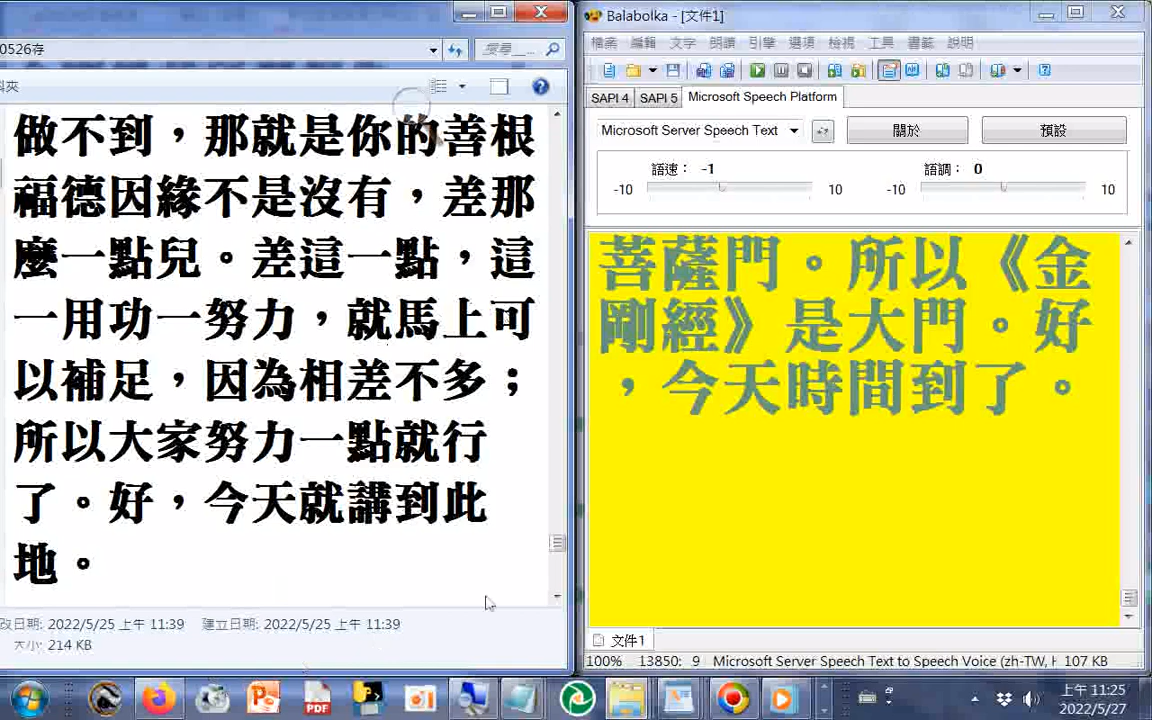 0526存
搜尋_...
夾
做不到，那就是你的善根
福德因緣不是沒有，差那
麼一點兒。差這一點，這
一用功一努力，就馬上可
以補足，因為相差不多；
所以大家努力一點就行
了。好，今天就講到此
地。
改日期: 2022/5/25 上午 11:39 建立日期: 2022/5/25 上午 11:39
大小: 214 KB
Balabolka - [文件1]
檔案 編輯 文字 朗讀 引擎 選項 檢視 工具 書籤 說明
SAPI 4 SAPI 5 Microsoft Speech Platform
Microsoft Server Speech Text 關於 預設
語速： -1 語調： 0
-10 10 -10 10
菩薩門。所以《金
剛經》是大門。好
，今天時間到了。
文件1
100% 13850: 9 Microsoft Server Speech Text to Speech Voice (zh-TW, H 107 KB
PDF
上午 11:25
2022/5/27